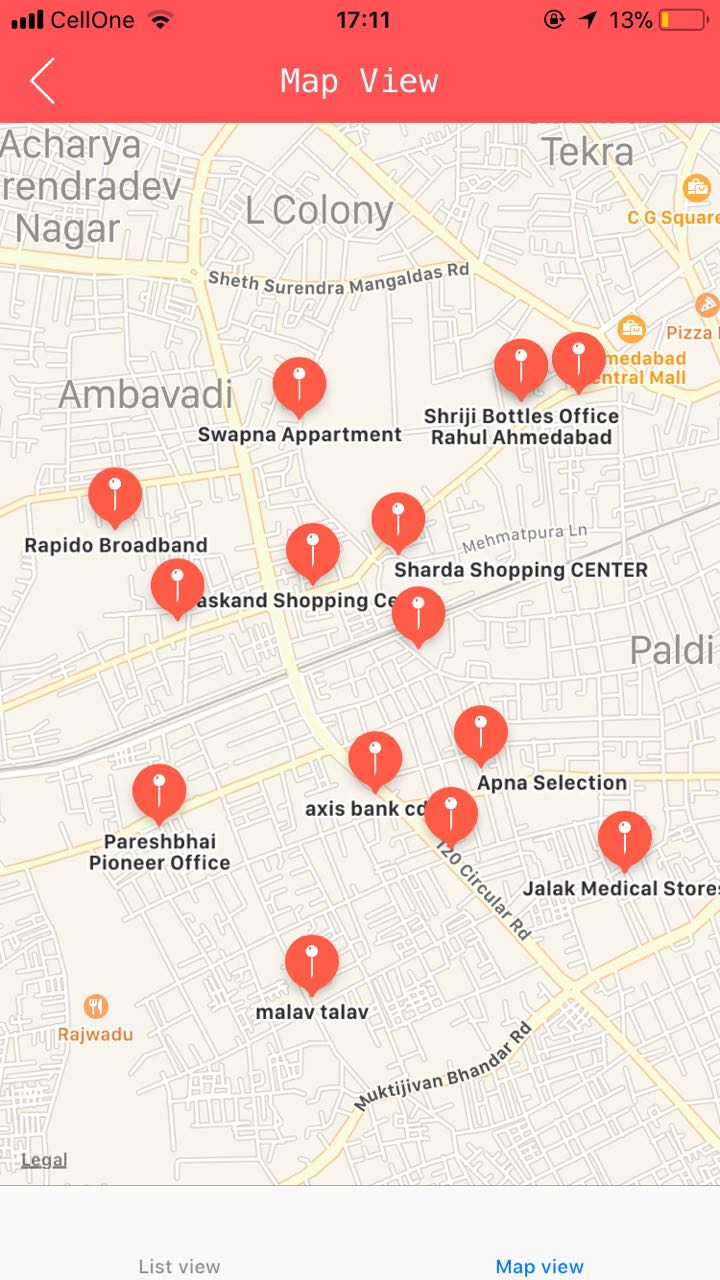 CellOne
17:11
13%
Map View
Acharya
rendradev
Nagar
L Colony
Tekra
C G Square
Sheth Surendra Mangaldas Rd
Pizza
medabad
entral Mall
Ambavadi
Swapna Appartment
Shriji Bottles Office
Rahul Ahmedabad
Rapido Broadband
Mehmatpura Ln
Sharda Shopping CENTER
askand Shopping Ce
Paldi
Apna Selection
axis bank cd
Pareshbhai
Pioneer Office
120 Circular Rd
Jalak Medical Stores
malav talav
Rajwadu
Muktijivan Bhandar Rd
Legal
List view
Map view